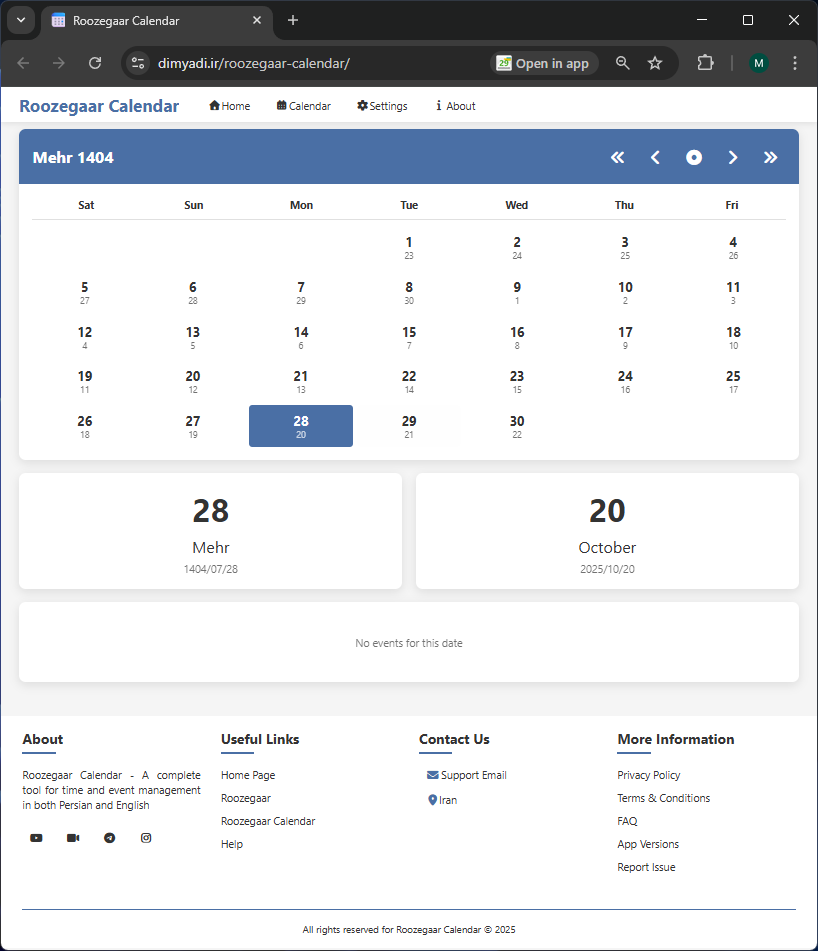 Roozegaar Calendar
dimyadi.ir/roozegaar-calendar/ 29 Open in app M
Roozegaar Calendar Home Calendar Settings About
Mehr 1404
Sat Sun Mon Tue Wed Thu Fri
1 2 3 4
23 24 25 26
5 6 7 8 9 10 11
27 28 29 30 1 2 3
12 13 14 15 16 17 18
4 5 6 7 8 9 10
19 20 21 22 23 24 25
11 12 13 14 15 16 17
26 27 28 29 30
18 19 20 21 22
28
Mehr
1404/07/28
20
October
2025/10/20
No events for this date
About
Roozegaar Calendar - A complete
tool for time and event management
in both Persian and English
Useful Links
Home Page
Roozegaar
Roozegaar Calendar
Help
Contact Us
Support Email
Iran
More Information
Privacy Policy
Terms & Conditions
FAQ
App Versions
Report Issue
All rights reserved for Roozegaar Calendar © 2025